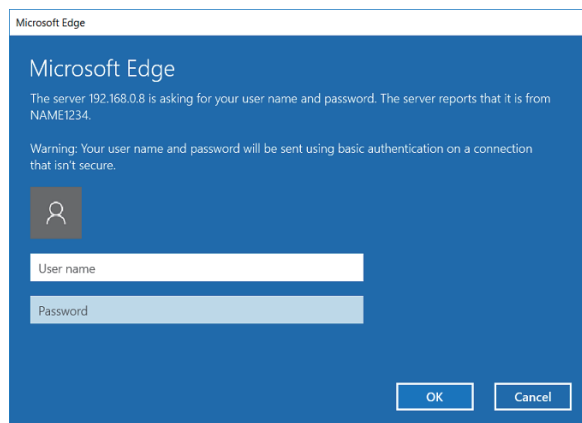 Microsoft Edge
Microsoft Edge
The server 192.168.0.8 is asking for your user name and password. The server reports that it is from
NAME1234.
Warning: Your user name and password will be sent using basic authentication on a connection
that isn't secure.
User name
Password
OK Cancel